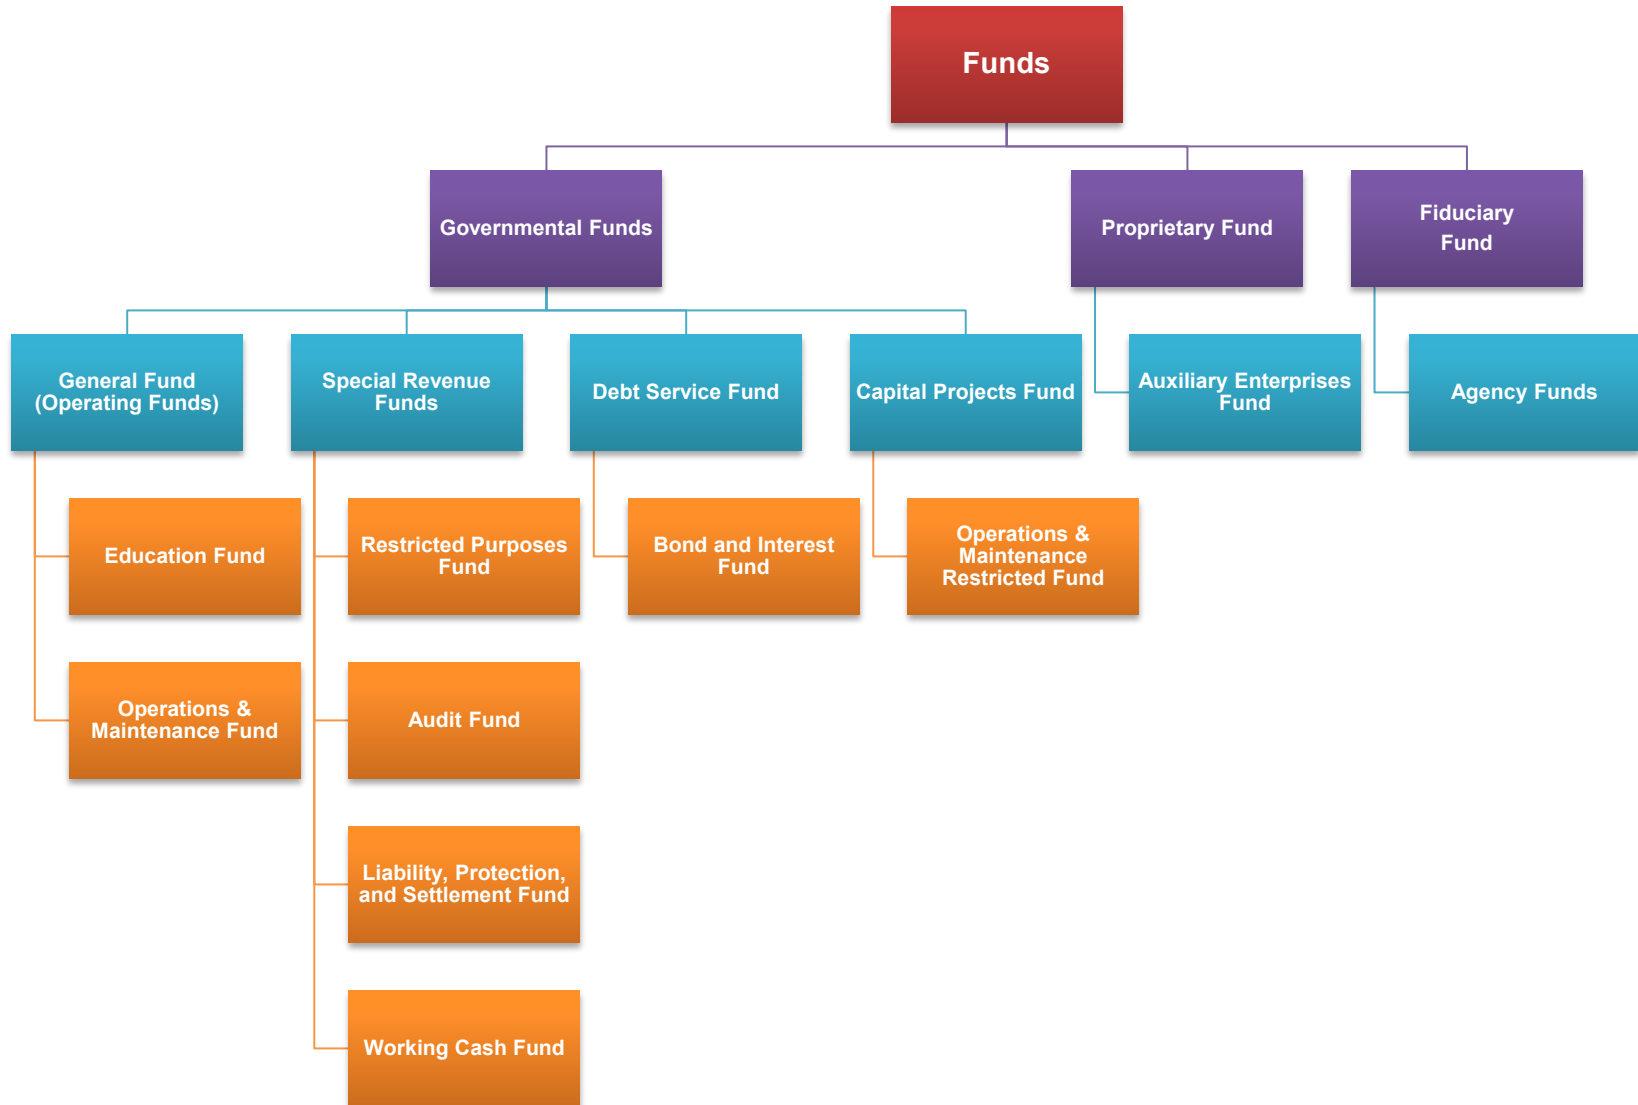 Funds
Governmental Funds
Proprietary Fund
Fiduciary
Fund
General Fund
(Operating Funds)
Special Revenue
Funds
Debt Service Fund
Capital Projects Fund
Auxiliary Enterprises
Fund
Agency Funds
Education Fund
Restricted Purposes
Fund
Bond and Interest
Fund
Operations &
Maintenance
Restricted Fund
Operations &
Maintenance Fund
Audit Fund
Liability, Protection,
and Settlement Fund
Working Cash Fund